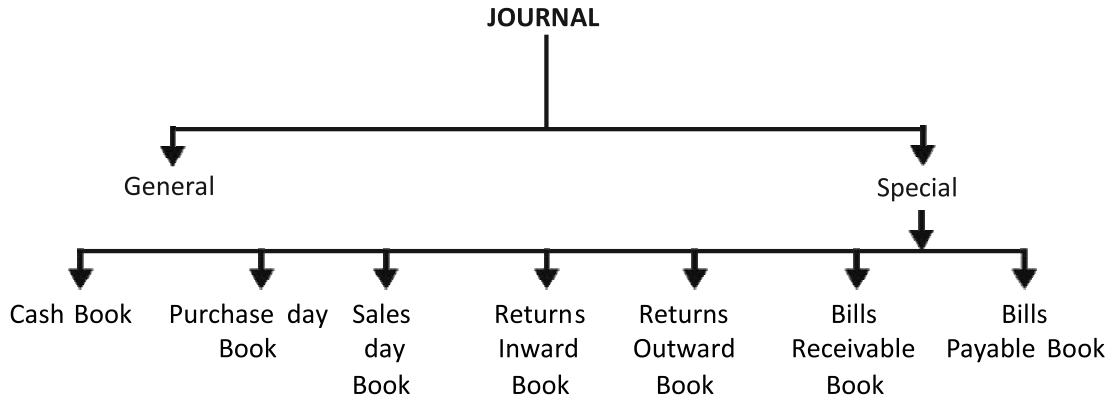 JOURNAL
General
Special
Cash Book
Purchase day
Book
Sales
day
Book
Returns
Inward
Book
Returns
Outward
Book
Bills
Receivable
Book
Bills
Payable Book